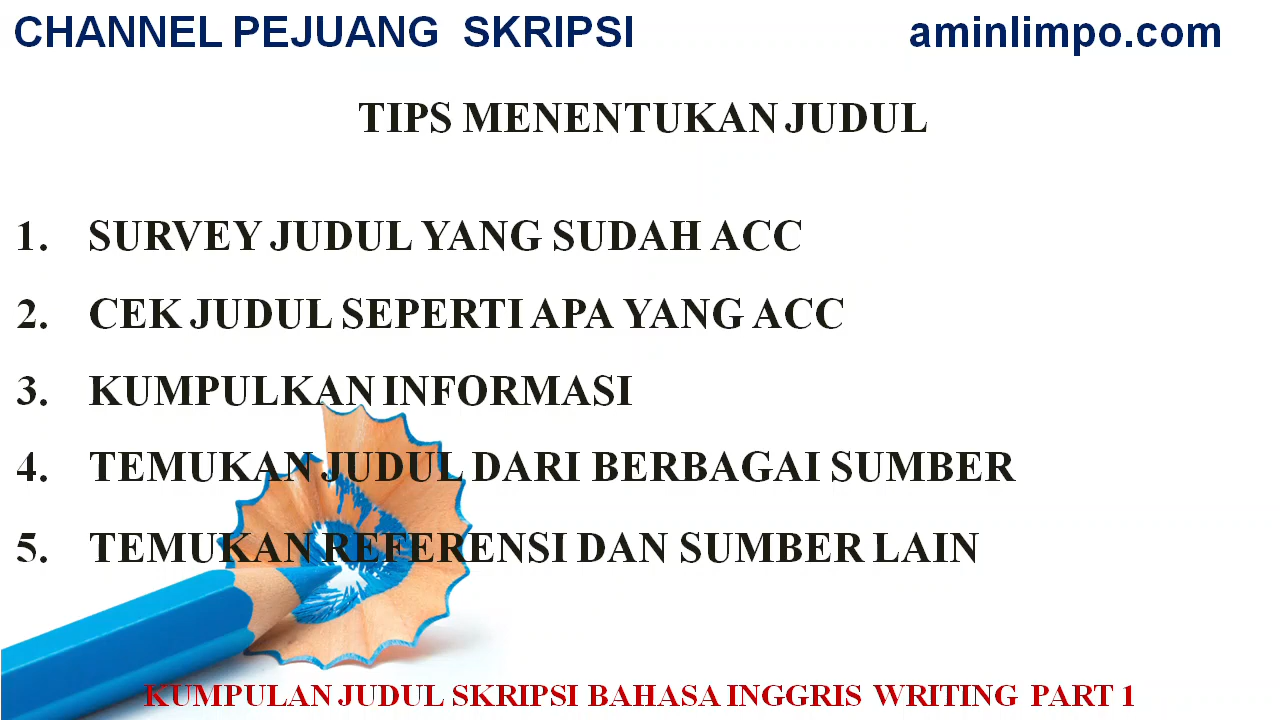 CHANNEL PEJUANG SKRIPSI aminlimpo.com
TIPS MENENTUKAN JUDUL
1. SURVEY JUDUL YANG SUDAH ACC
2. CEK JUDUL SEPERTI APA YANG ACC
3. KUMPULKAN INFORMASI
4. TEMUKAN JUDUL DARI BERBAGAI SUMBER
5. TEMUKAN REFERENSI DAN SUMBER LAIN
KUMPULAN JUDUL SKRIPSI BAHASA INGGRIS WRITING PART 1